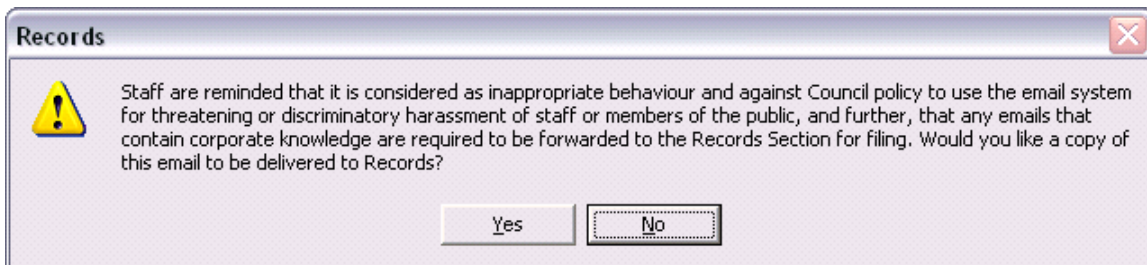 Records
Staff are reminded that it is considered as inappropriate behaviour and against Council policy to use the email system
for threatening or discriminatory harassment of staff or members of the public, and further, that any emails that
contain corporate knowledge are required to be forwarded to the Records Section for filing. Would you like a copy of
this email to be delivered to Records?
Yes
No